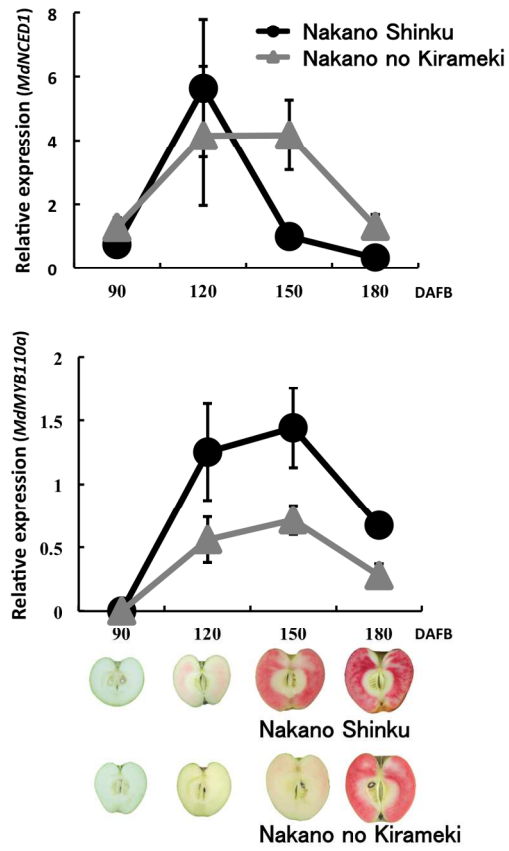 Relative expression (MdNCED1)
8
6
4
2
0
Nakano Shinku
Nakano no Kirameki
90 120 150 180 DAFB
Relative expression (MdMYB110a)
2
1.5
1
0.5
0
90 120 150 180 DAFB
Nakano Shinku
Nakano no Kirameki